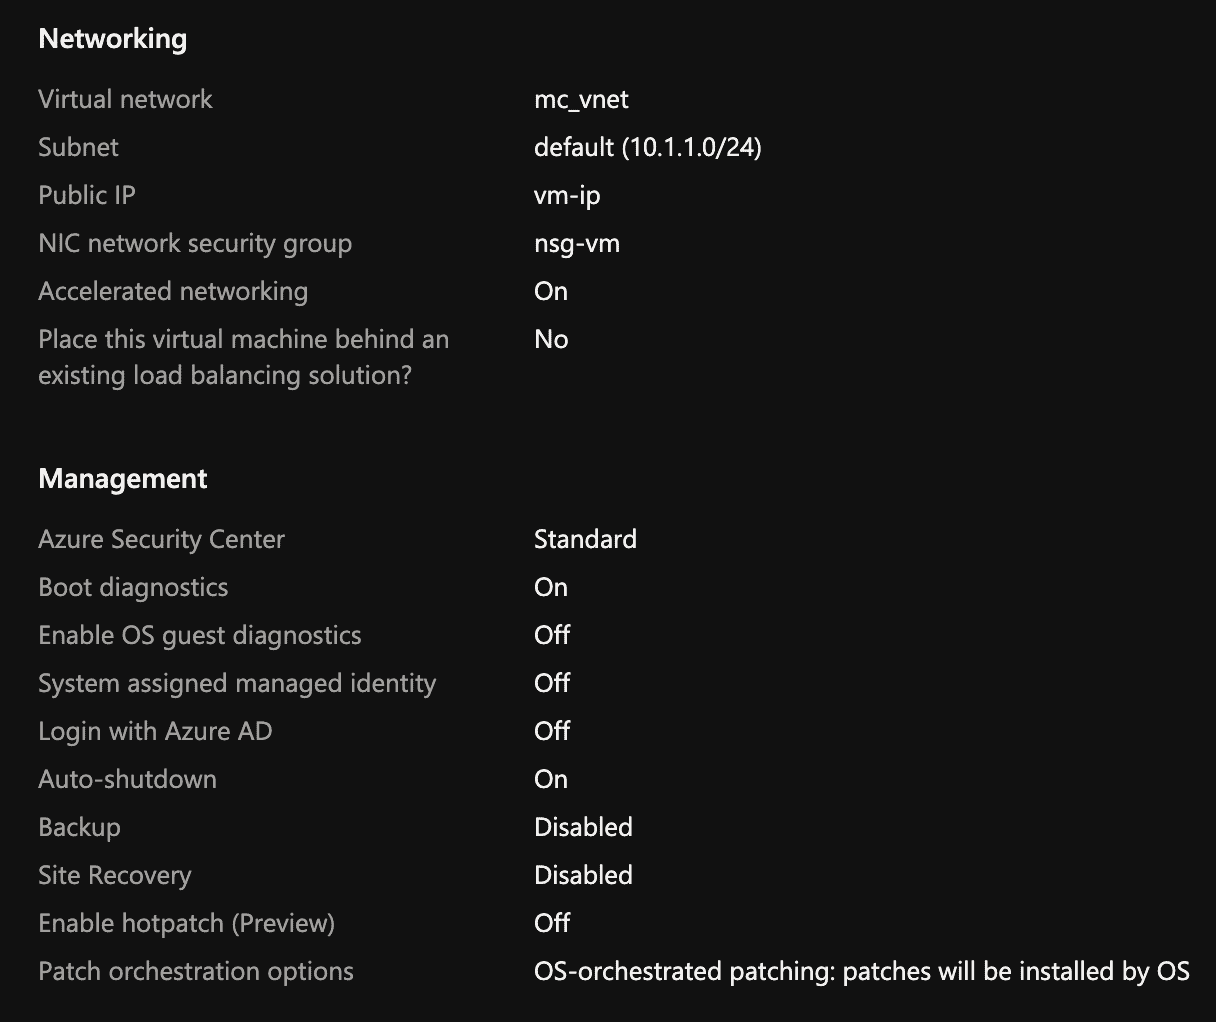 Networking
Virtual network mc_vnet
Subnet default (10.1.1.0/24)
Public IP vm-ip
NIC network security group nsg-vm
Accelerated networking On
Place this virtual machine behind an No
existing load balancing solution?
Management
Azure Security Center Standard
Boot diagnostics On
Enable OS guest diagnostics Off
System assigned managed identity Off
Login with Azure AD Off
Auto-shutdown On
Backup Disabled
Site Recovery Disabled
Enable hotpatch (Preview) Off
Patch orchestration options OS-orchestrated patching: patches will be installed by OS